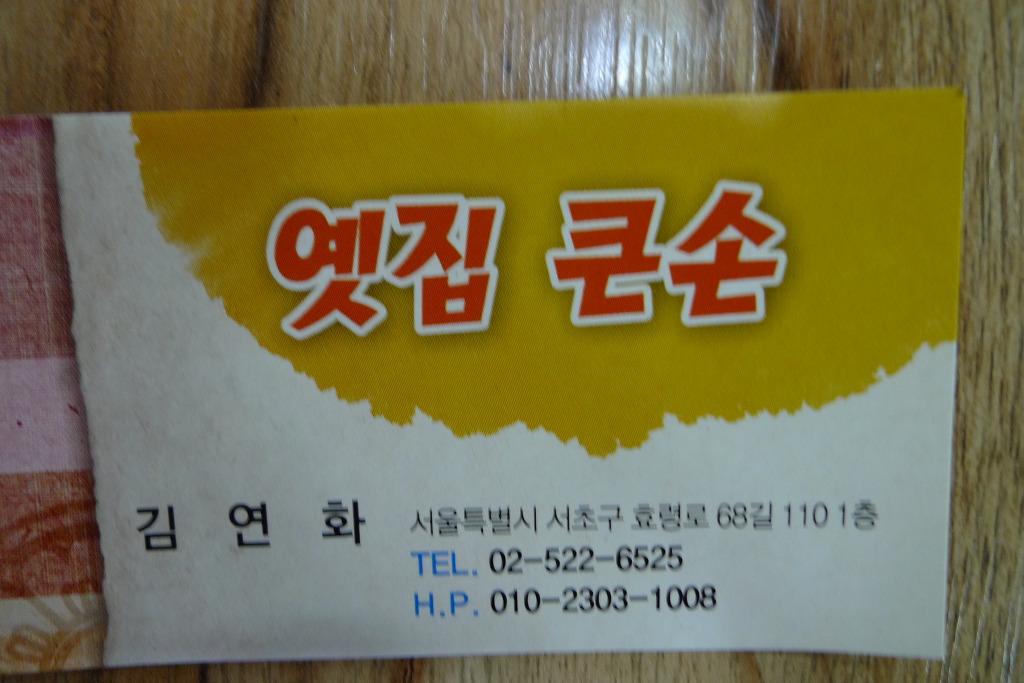 옛집 큰손
김 연 화
서울특별시 서초구 효령로 68길 110 1층
TEL. 02-522-6525
H.P. 010-2303-1008